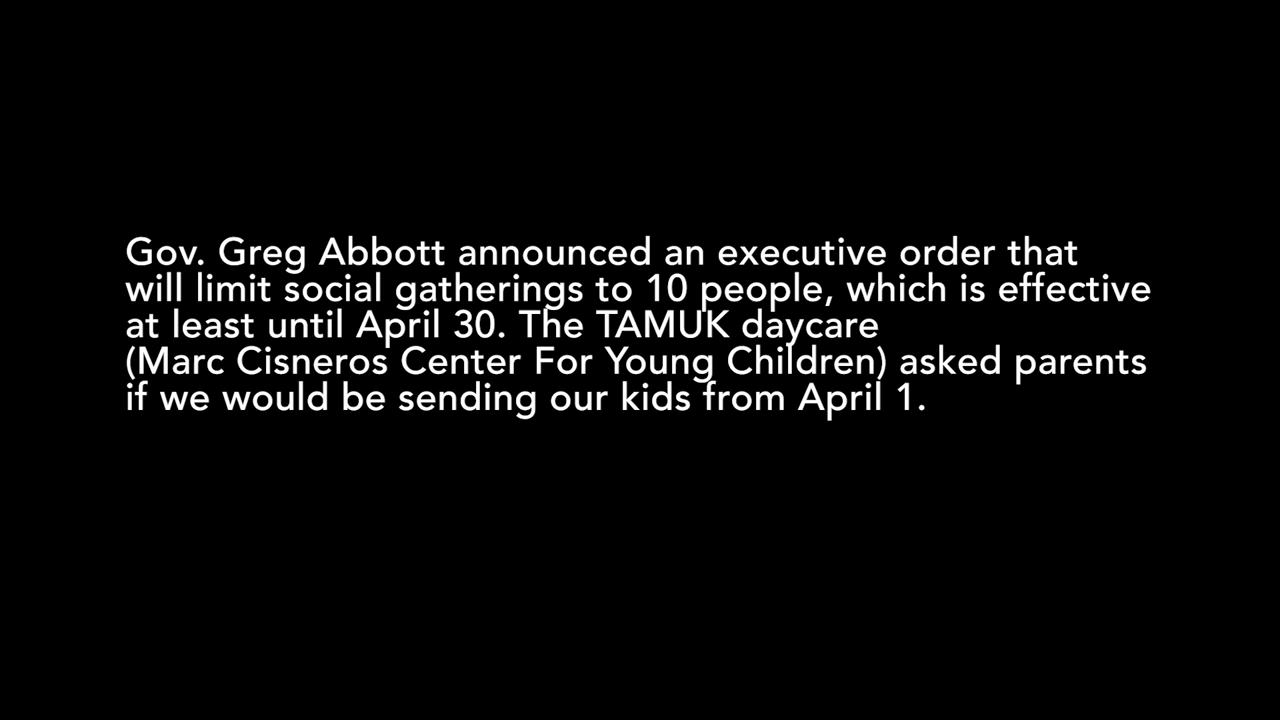 Gov. Greg Abbott announced an executive order that
will limit social gatherings to 10 people, which is effective
at least until April 30. The TAMUK daycare
(Marc Cisneros Center For Young Children) asked parents
if we would be sending our kids from April 1.